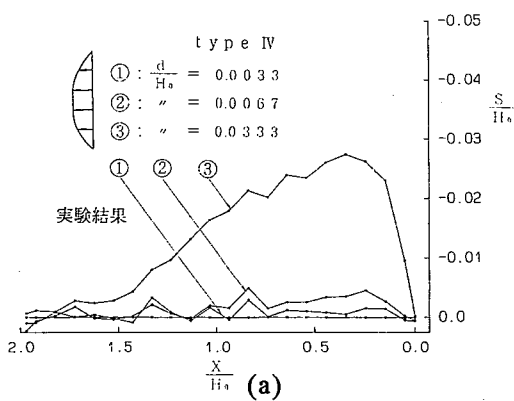 type Ⅳ
①: d/H₀ = 0.0033
②: 〃 = 0.0067
③: 〃 = 0.0333
① ② ③
実験結果
-0.05
-0.04
S/H₀
-0.03
-0.02
-0.01
0.0
2.0 1.5 1.0 0.5 0.0
X/H₀
(a)